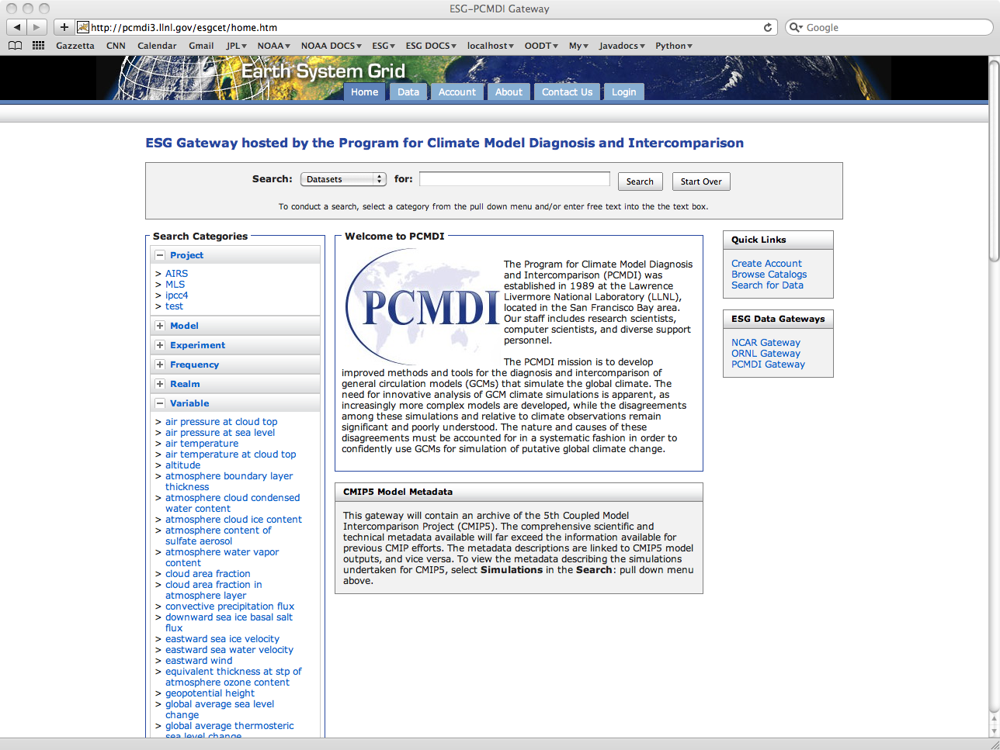 ESG-PCMDI Gateway
http://pcmdi3.llnl.gov/esgcet/home.htm
Google
Gazzetta CNN Calendar Gmail JPL▾ NOAA▾ NOAA DOCS▾ ESG▾ ESG DOCS▾ localhost▾ OODT▾ My▾ Javadocs▾ Python▾
Earth System Grid
Home Data Account About Contact Us Login
ESG Gateway hosted by the Program for Climate Model Diagnosis and Intercomparison
Search: Datasets for: Search Start Over
To conduct a search, select a category from the pull down menu and/or enter free text into the the text box.
Search Categories
Project
> AIRS
> MLS
> ipcc4
> test
Model
Experiment
Frequency
Realm
Variable
> air pressure at cloud top
> air pressure at sea level
> air temperature
> air temperature at cloud top
> altitude
> atmosphere boundary layer
thickness
> atmosphere cloud condensed
water content
> atmosphere cloud ice content
> atmosphere content of
sulfate aerosol
> atmosphere water vapor
content
> cloud area fraction
> cloud area fraction in
atmosphere layer
> convective precipitation flux
> downward sea ice basal salt
flux
> eastward sea ice velocity
> eastward sea water velocity
> eastward wind
> equivalent thickness at stp of
atmosphere ozone content
> geopotential height
> global average sea level
change
> global average thermosteric
sea level change
Welcome to PCMDI
PCMDI
The Program for Climate Model Diagnosis
and Intercomparison (PCMDI) was
established in 1989 at the Lawrence
Livermore National Laboratory (LLNL),
located in the San Francisco Bay area.
Our staff includes research scientists,
computer scientists, and diverse support
personnel.
The PCMDI mission is to develop
improved methods and tools for the diagnosis and intercomparison of
general circulation models (GCMs) that simulate the global climate. The
need for innovative analysis of GCM climate simulations is apparent, as
increasingly more complex models are developed, while the disagreements
among these simulations and relative to climate observations remain
significant and poorly understood. The nature and causes of these
disagreements must be accounted for in a systematic fashion in order to
confidently use GCMs for simulation of putative global climate change.
CMIP5 Model Metadata
This gateway will contain an archive of the 5th Coupled Model
Intercomparison Project (CMIP5). The comprehensive scientific and
technical metadata available will far exceed the information available for
previous CMIP efforts. The metadata descriptions are linked to CMIP5 model
outputs, and vice versa. To view the metadata describing the simulations
undertaken for CMIP5, select Simulations in the Search: pull down menu
above.
Quick Links
Create Account
Browse Catalogs
Search for Data
ESG Data Gateways
NCAR Gateway
ORNL Gateway
PCMDI Gateway